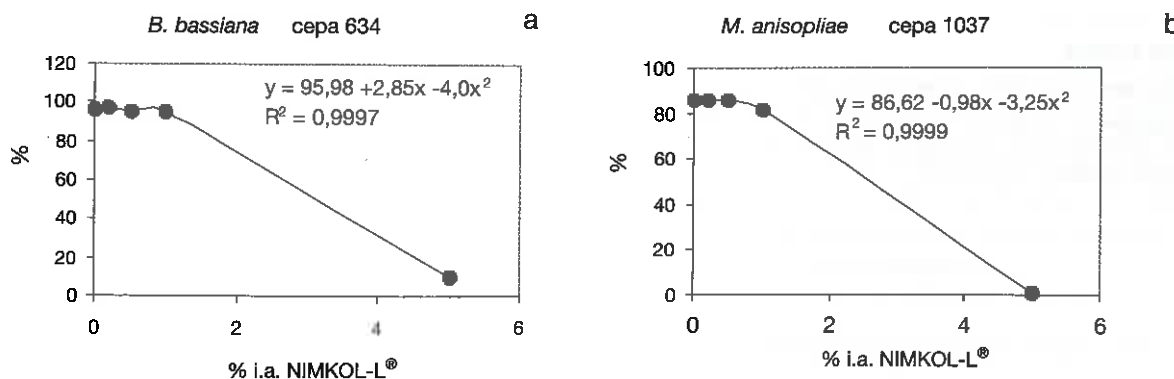 B. bassiana cepa 634 a
120
100
80
60
40
20
0
%
y = 95,98 +2,85x -4,0x²
R² = 0,9997
0 2 4 6
% i.a. NIMKOL-L®
M. anisopliae cepa 1037 b
100
80
60
40
20
0
%
y = 86,62 -0,98x -3,25x²
R² = 0,9999
0 2 4 6
% i.a. NIMKOL-L®